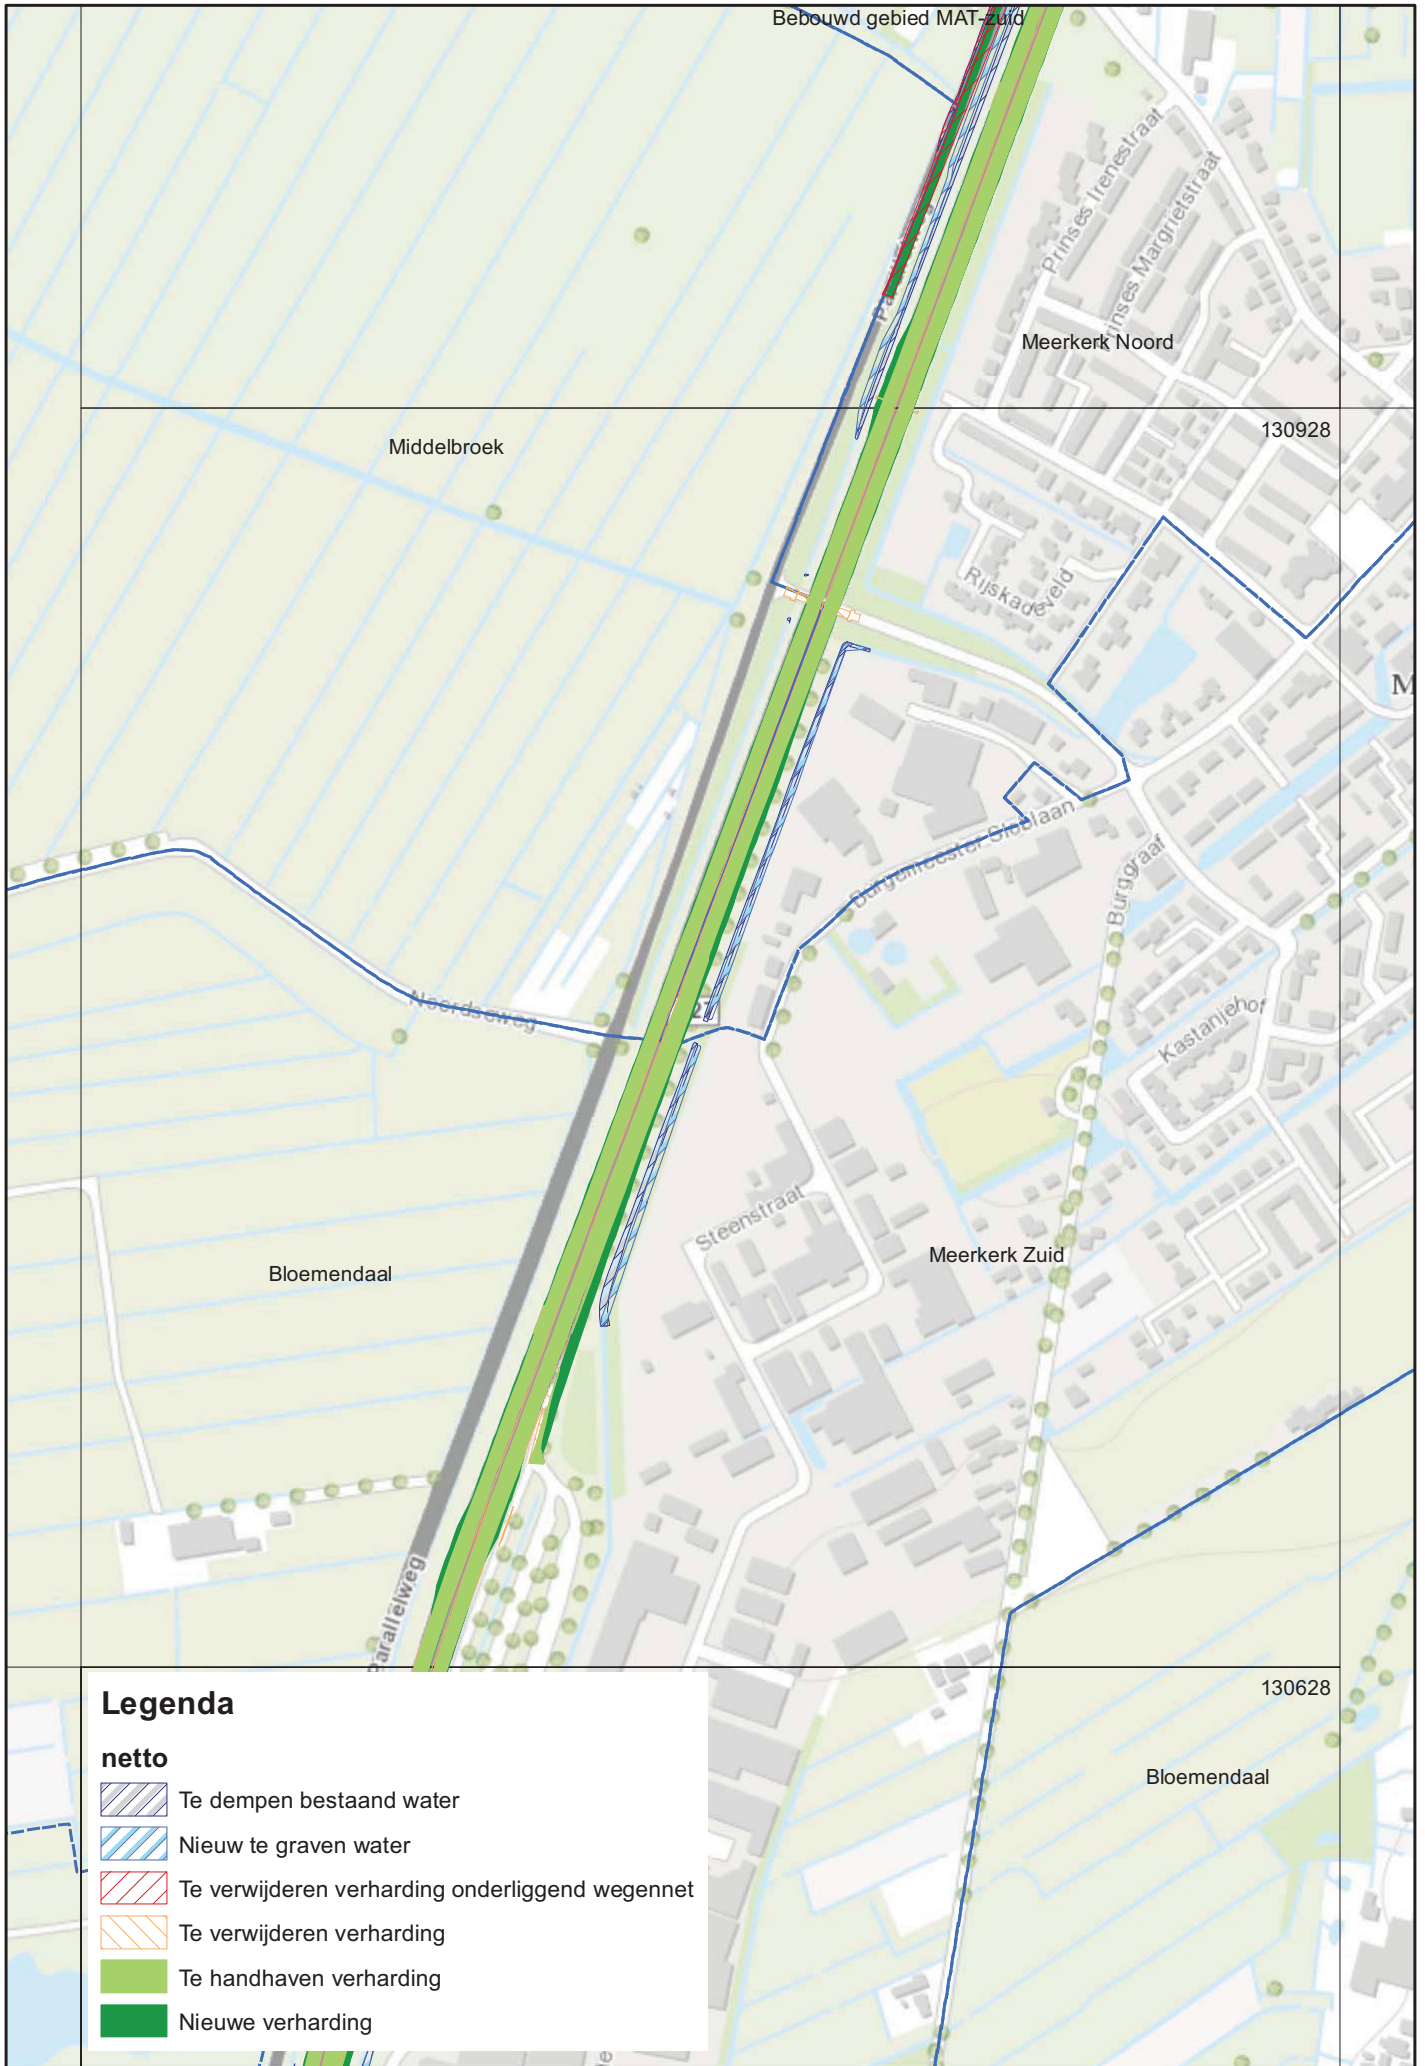 Bebouwd gebied MAT-zuid
Prinses Irenestraat
Prinses Margrietstraat
Meerkerk Noord
130928
Middelbroek
Rijskadeveld
M
Burgemeester Sloblaan
Burggraaf
Noordseweg
27
Kastanjehof
Steenstraat
Meerkerk Zuid
Bloemendaal
Parallelweg
130628
Bloemendaal
Legenda
netto
Te dempen bestaand water
Nieuw te graven water
Te verwijderen verharding onderliggend wegennet
Te verwijderen verharding
Te handhaven verharding
Nieuwe verharding